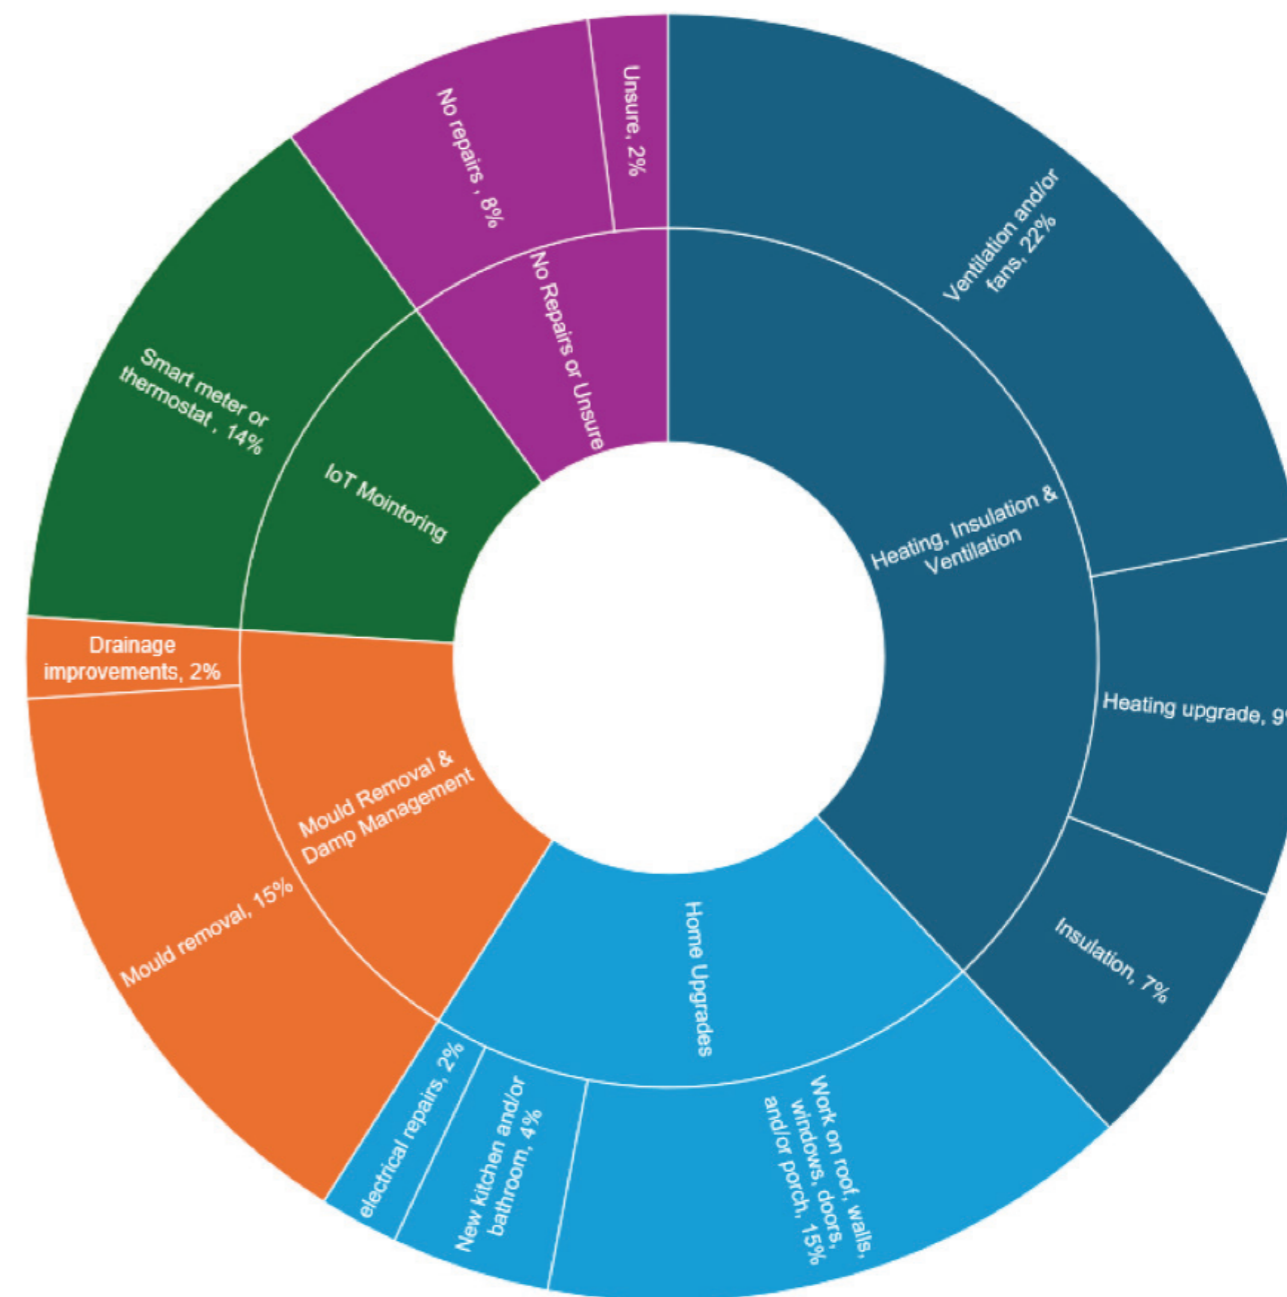 Unsure, 2%
No repairs , 8%
No Repairs or Unsure
Ventilation and/or
fans, 22%
Smart meter or
thermostat , 14%
IoT Mointoring
Heating, Insulation &
Ventilation
Drainage
improvements, 2%
Heating upgrade, 9%
Mould Removal &
Damp Management
Mould removal, 15%
Insulation, 7%
Home Upgrades
electrical repairs, 2%
New kitchen and/or
bathroom, 4%
Work on roof, walls,
windows, doors,
and/or porch, 15%